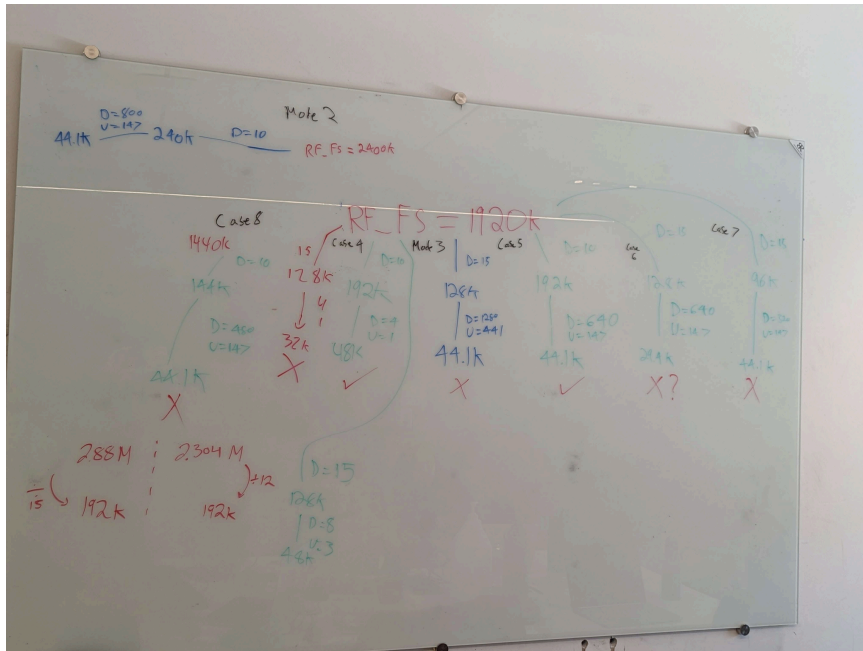 Mode 2
D=800
U=147
44.1k
240k
D=10
RF_FS = 2400k
RF_FS = 1920k
Case 8
1440k
D=10
144k
D=480
U=147
44.1k
X
15
128k
4
1
32k
X
Case 4
D=10
192k
D=4
U=1
48k
✓
Mode 3
D=15
128k
D=1280
U=441
44.1k
X
Case 5
D=10
192k
D=640
U=147
44.1k
✓
Case
6
D=10
D=640
U=147
X?
Case 7
D=15
96k
44.1k
X
288M
÷15
192k
2.304M
÷12
192k
D=15
128k
D=8
U=3
48k